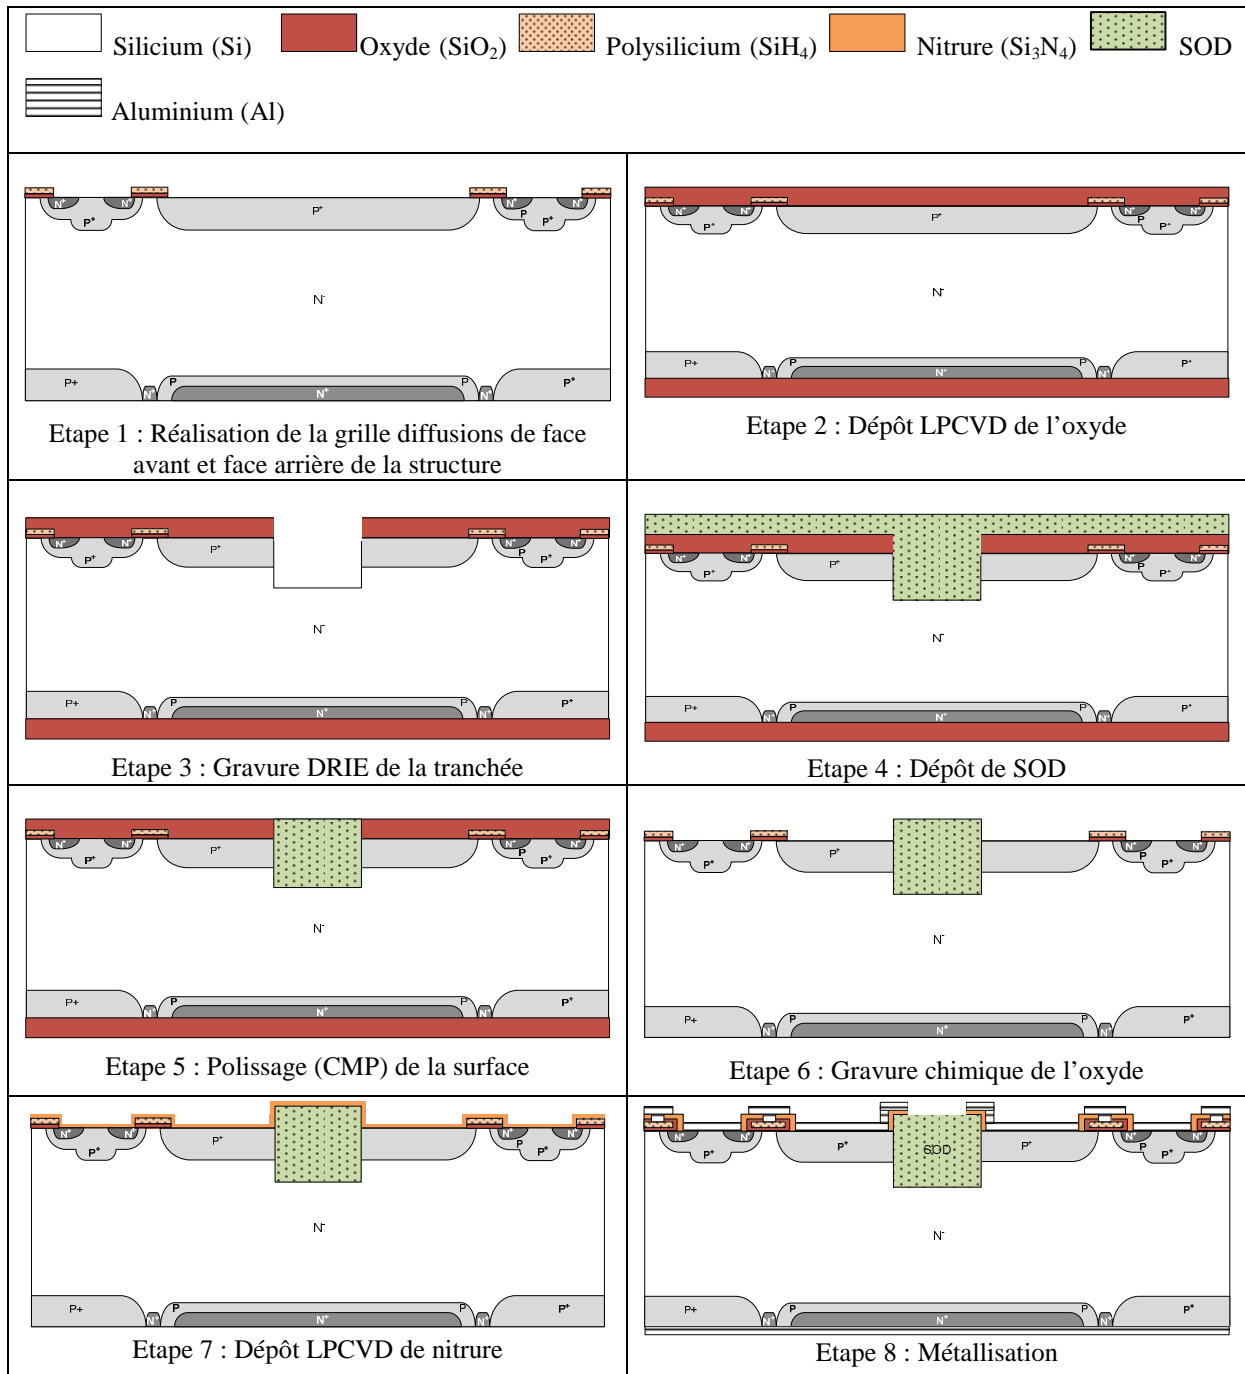 Silicium (Si) Oxyde (SiO2) Polysilicium (SiH4) Nitrure (Si3N4) SOD
Aluminium (Al)
N+ N+ P+ P+ N+ P N+ P+
N-
P+ N+ P N+ P N+ P+
Etape 1 : Réalisation de la grille diffusions de face
avant et face arrière de la structure
N+ N+ P+ P+ N+ P N+ P+
N-
P+ N+ P N+ P N+ P+
Etape 2 : Dépôt LPCVD de l'oxyde
N+ N+ P+ P+ N+ P N+ P+
N-
P+ N+ P N+ P N+ P+
Etape 3 : Gravure DRIE de la tranchée
N+ N+ P+ P+ N+ P N+ P+
N-
P+ N+ P N+ P N+ P+
Etape 4 : Dépôt de SOD
N+ N+ P+ P+ N+ P N+ P+
N-
P+ N+ P N+ P N+ P+
Etape 5 : Polissage (CMP) de la surface
N+ N+ P+ P+ N+ P N+ P+
N-
P+ N+ P N+ P N+ P+
Etape 6 : Gravure chimique de l'oxyde
N+ N+ P+ P+ N+ P N+ P+
N-
P+ N+ P N+ P N+ P+
Etape 7 : Dépôt LPCVD de nitrure
N+ N+ P+ P+ SOD P+ N+ P N+ P+
N-
P+ N+ P N+ P N+ P+
Etape 8 : Métallisation